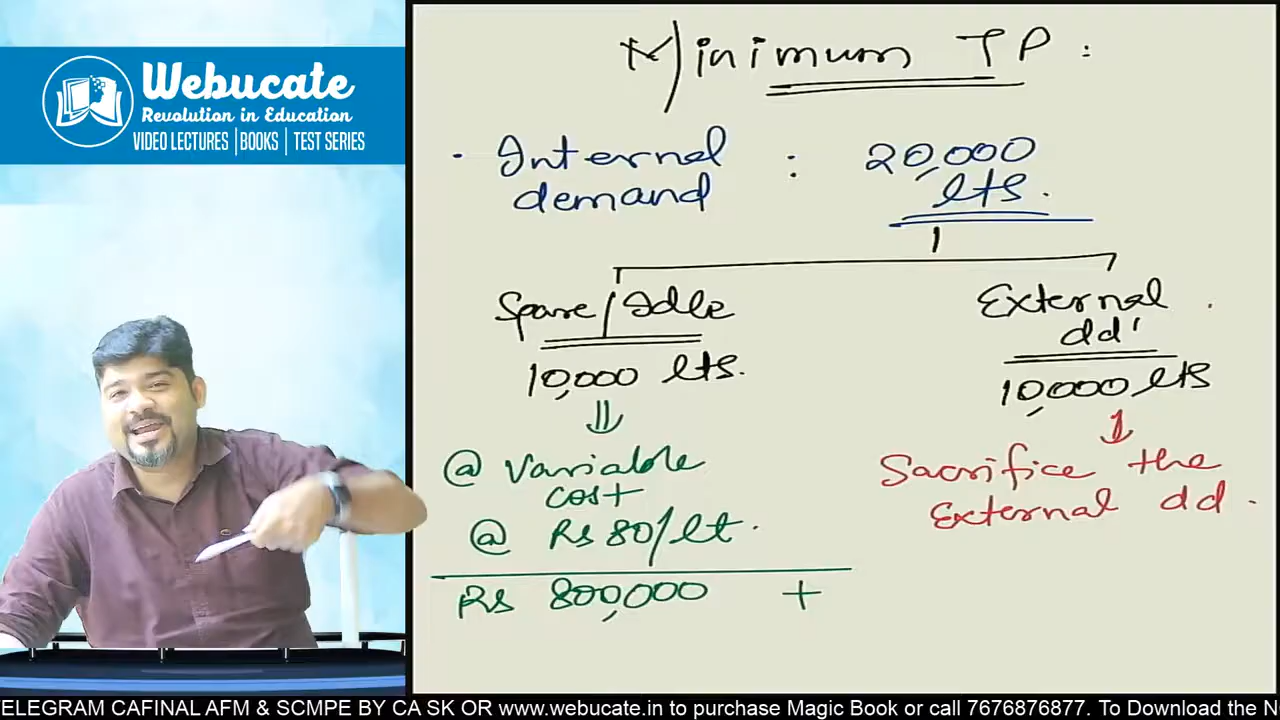 Webucate
Revolution in Education
VIDEO LECTURES | BOOKS | TEST SERIES
Minimum TP :
· Internal demand : 20,000 lts.
Spare/Idle
10,000 lts.
@ Variable cost
@ Rs 80/lt.
Rs 800,000 +
External dd'
10,000 lts
Sacrifice the
External dd.
ELEGRAM CAFINAL AFM & SCMPE BY CA SK OR www.webucate.in to purchase Magic Book or call 7676876877. To Download the N